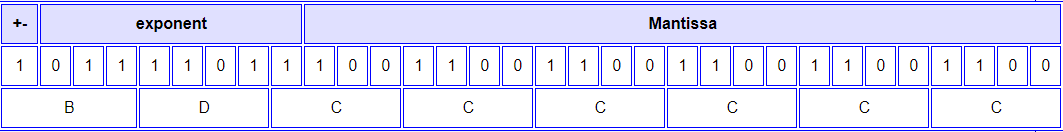 +- exponent Mantissa
1 0 1 1 1 1 0 1 1 1 0 0 1 1 0 0 1 1 0 0 1 1 0 0 1 1 0 0 1 1 0 0
B D C C C C C C